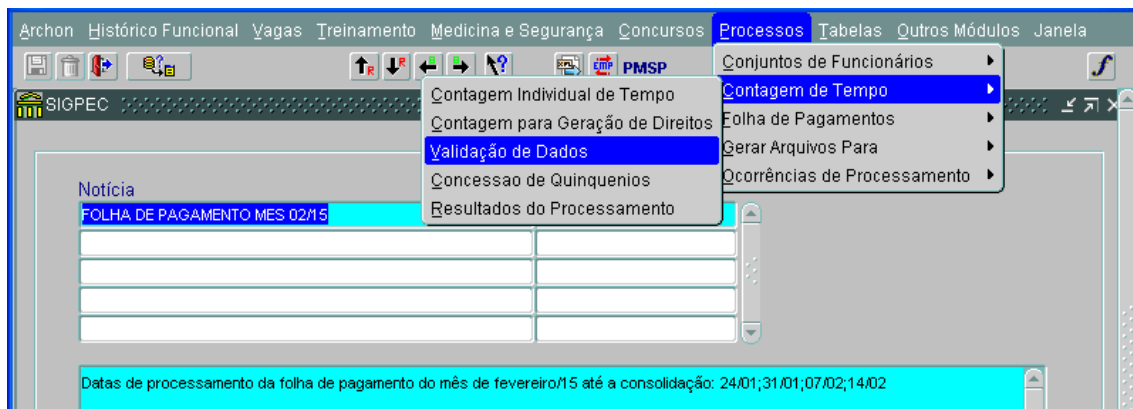 Archon Histórico Funcional Vagas Treinamento Medicina e Segurança Concursos Processos Tabelas Outros Módulos Janela
PMSP
SIGPEC
Conjuntos de Funcionários
Contagem de Tempo
Folha de Pagamentos
Gerar Arquivos Para
Ocorrências de Processamento
Contagem Individual de Tempo
Contagem para Geração de Direitos
Validação de Dados
Concessao de Quinquenios
Resultados do Processamento
Notícia
FOLHA DE PAGAMENTO MES 02/15
Datas de processamento da folha de pagamento do mês de fevereiro/15 até a consolidação: 24/01;31/01;07/02;14/02